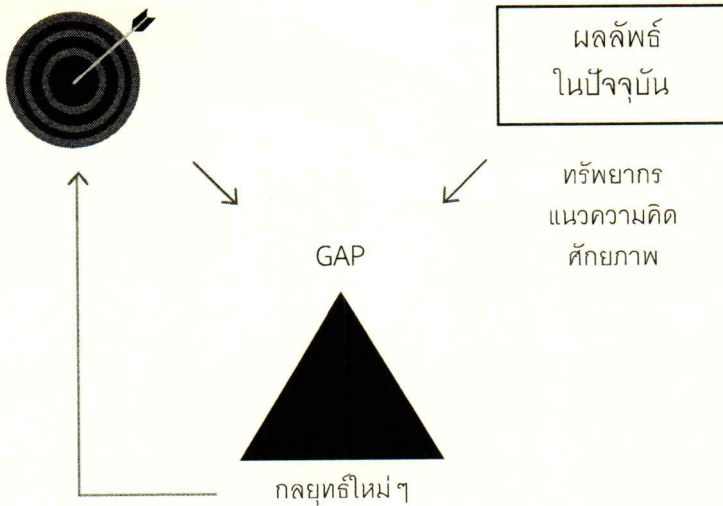 ผลลัพธ์
ในปัจจุบัน
ทรัพยากร
แนวความคิด
ศักยภาพ
GAP
กลยุทธ์ใหม่ ๆ